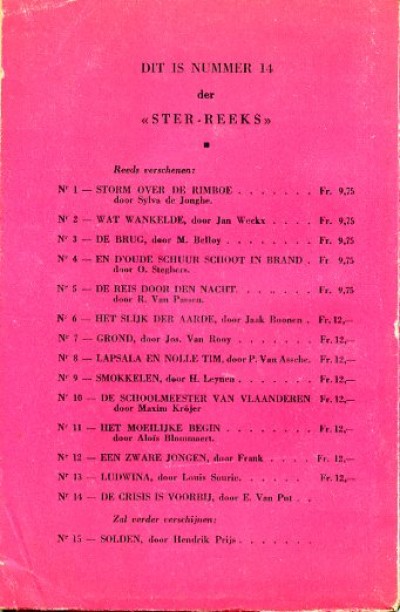 DIT IS NUMMER 14
der
«STER-REEKS»
Reeds verschenen:
Nr 1 — STORM OVER DE RIMBOE . . . . . . . Fr. 9,75
door Sylva de Jonghe.
Nr 2 — WAT WANKELDE, door Jan Weckx . . . . Fr. 9,75
Nr 3 — DE BRUG, door M. Belloy . . . . . . . . Fr. 9,75
Nr 4 — EN D'OUDE SCHUUR SCHOOT IN BRAND . Fr 9,75
door O. Steghers.
Nr 5 — DE REIS DOOR DEN NACHT. . . . . . . Fr. 9,75
door R. Van Passen.
Nr 6 — HET SLIJK DER AARDE, door Jaak Boonen . Fr. 12,—
Nr 7 — GROND, door Jos. Van Rooy . . . . . . Fr. 12,—
Nr 8 — LAPSALA EN NOLLE TIM, door P. Van Assche. Fr. 12,—
Nr 9 — SMOKKELEN, door H. Leynen . . . . . . Fr. 12,—
Nr 10 — DE SCHOOLMEESTER VAN VLAANDEREN Fr. 12,—
door Maxim Kröjer
Nr 11 — HET MOEILIJKE BEGIN . . . . . . . . Fr. 12,—
door Aloïs Blommaert.
Nr 12 — EEN ZWARE JONGEN, door Frank . . . . Fr. 12,—
Nr 13 — LUDWINA, door Louis Sourie. . . . . . Fr. 12,—
Nr 14 — DE CRISIS IS VOORBIJ, door E. Van Put . .
Zal verder verschijnen:
Nr 15 — SOLDEN, door Hendrik Prijs . . . . . . .